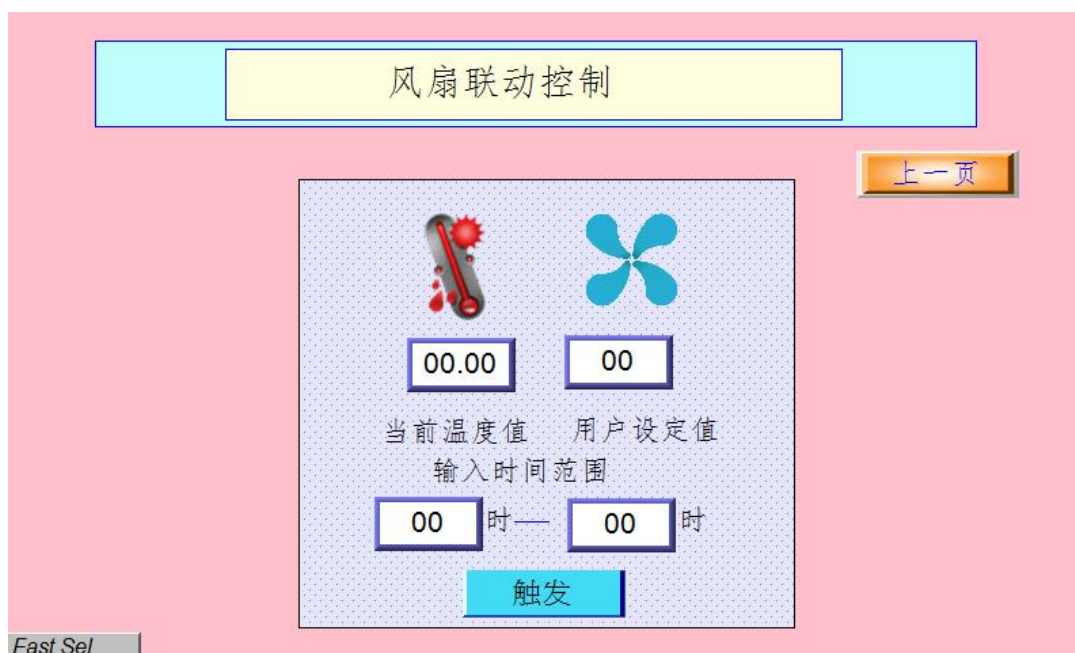 风扇联动控制
上一页
00.00 00
当前温度值 用户设定值
输入时间范围
00 时— 00 时
触发
Fast Sel